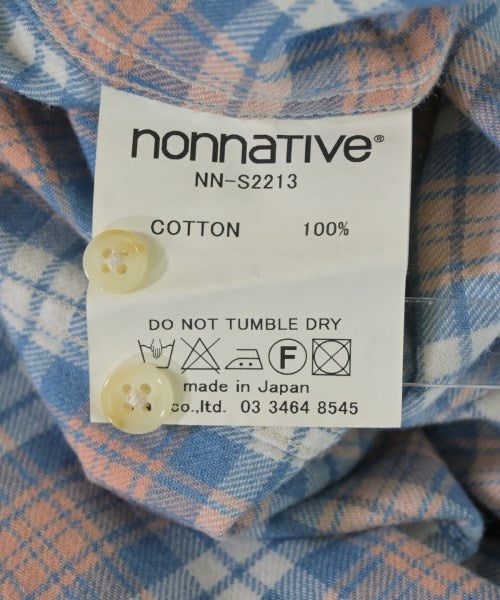 nonnative®
NN-S2213
COTTON 100%
DO NOT TUMBLE DRY
F
made in Japan
co.,ltd. 03 3464 8545